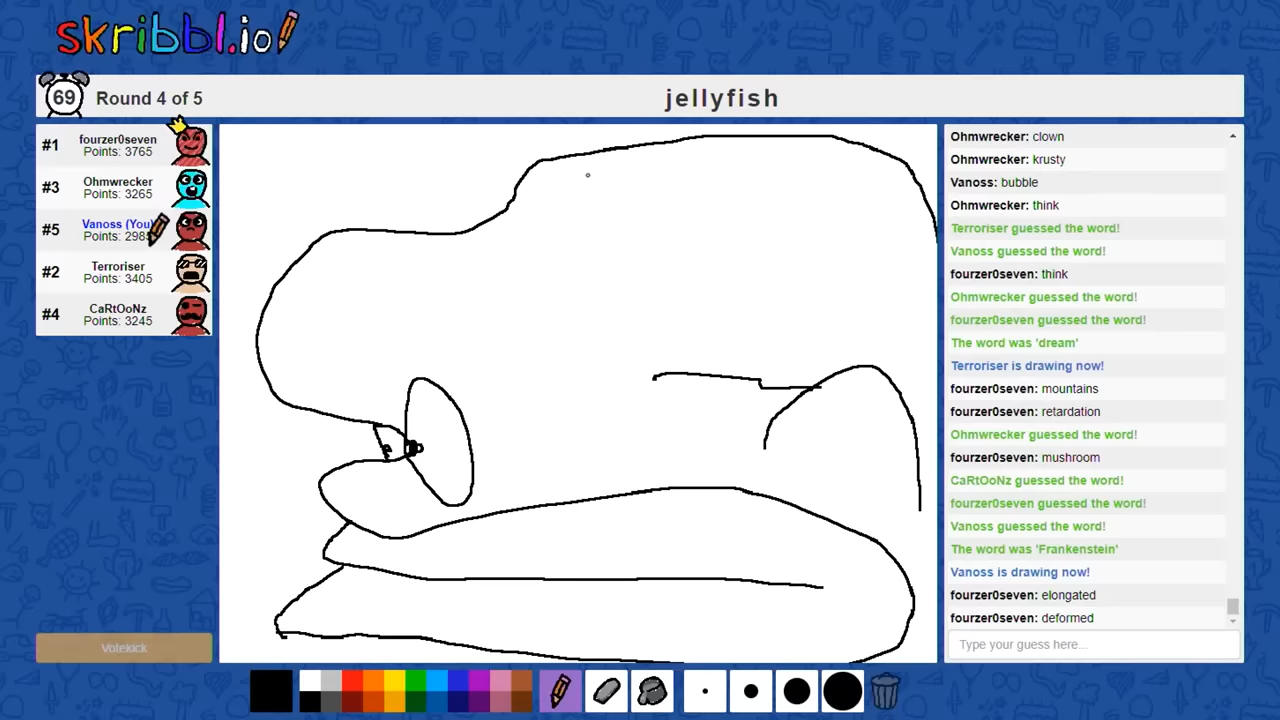 skribbl.io
69 Round 4 of 5
jellyfish
#1 fourzer0seven
Points: 3765
#3 Ohmwrecker
Points: 3265
#5 Vanoss (You)
Points: 2985
#2 Terroriser
Points: 3405
#4 CaRtOoNz
Points: 3245
Votekick
Ohmwrecker: clown
Ohmwrecker: krusty
Vanoss: bubble
Ohmwrecker: think
Terroriser guessed the word!
Vanoss guessed the word!
fourzer0seven: think
Ohmwrecker guessed the word!
fourzer0seven guessed the word!
The word was 'dream'
Terroriser is drawing now!
fourzer0seven: mountains
fourzer0seven: retardation
Ohmwrecker guessed the word!
fourzer0seven: mushroom
CaRtOoNz guessed the word!
fourzer0seven guessed the word!
Vanoss guessed the word!
The word was 'Frankenstein'
Vanoss is drawing now!
fourzer0seven: elongated
fourzer0seven: deformed
Type your guess here...